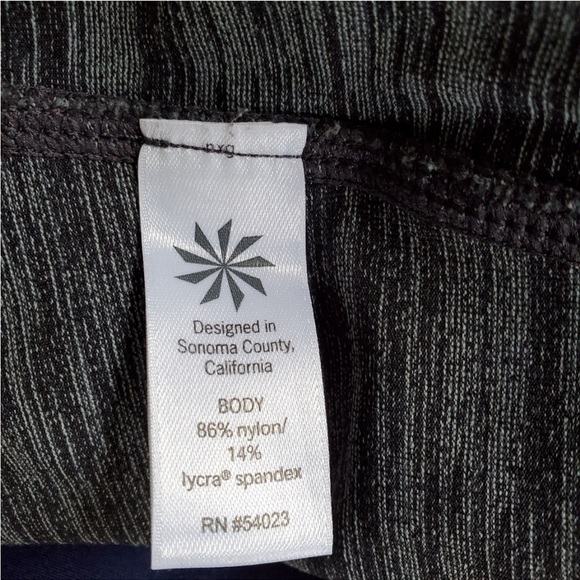 Designed in
Sonoma County,
California
BODY
86% nylon/
14%
lycra® spandex
RN #54023